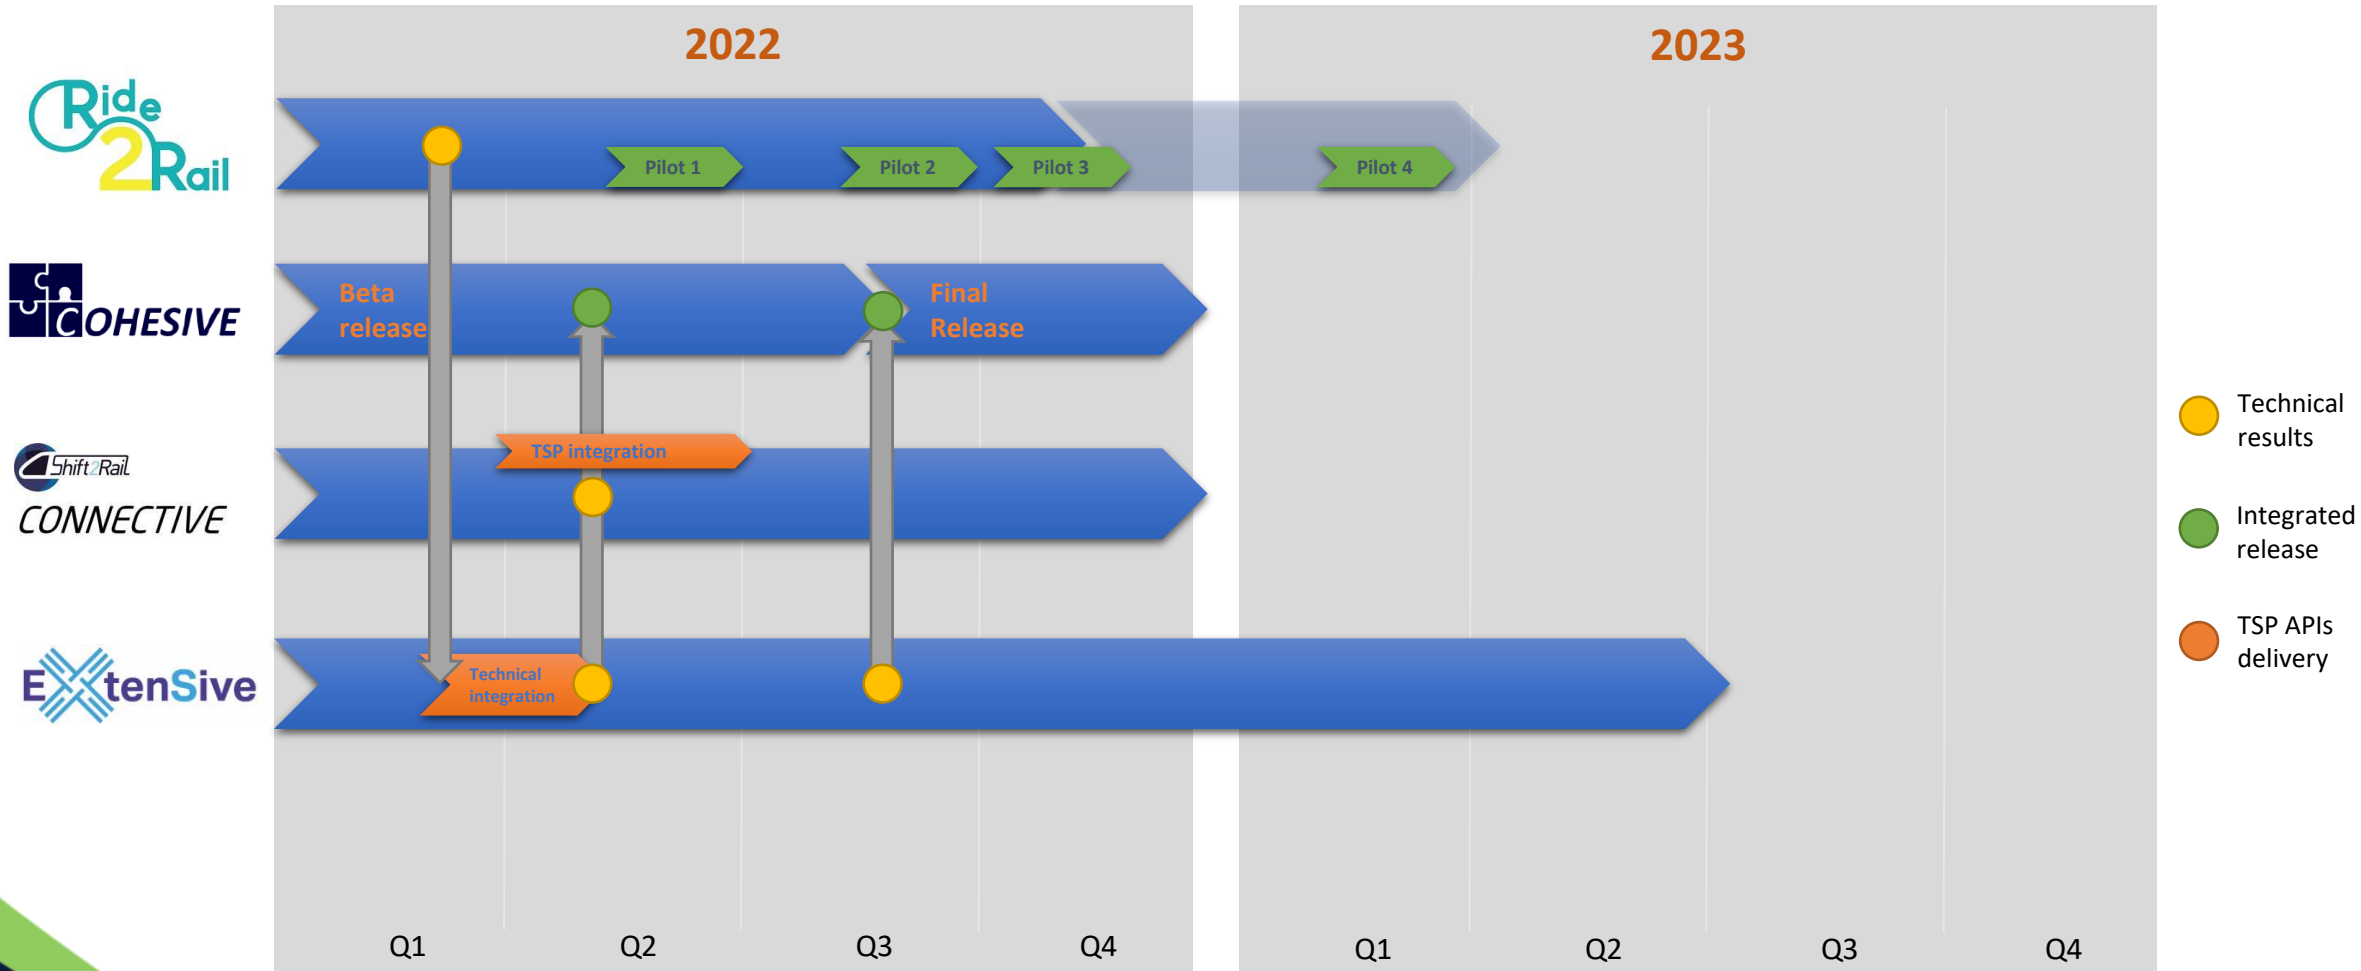 2022
2023
Ride
2Rail
Pilot 1
Pilot 2
Pilot 3
Pilot 4
COHESIVE
Beta
release
Final
Release
Technical
results
Shift2Rail
CONNECTIVE
TSP integration
Integrated
release
ExtenSive
Technical
integration
TSP APIs
delivery
Q1
Q2
Q3
Q4
Q1
Q2
Q3
Q4